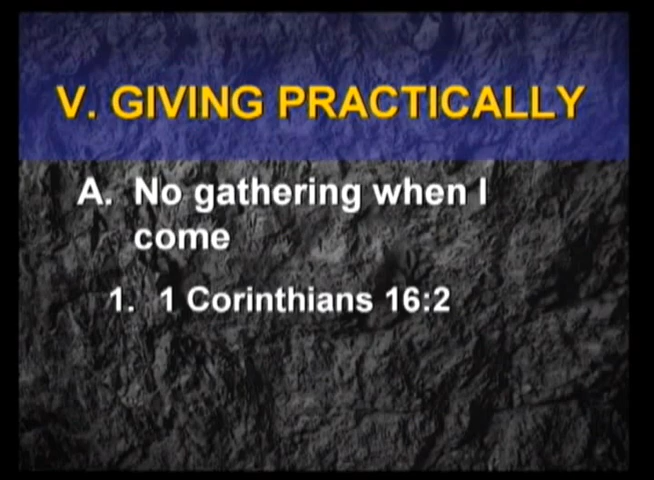 V. GIVING PRACTICALLY
A. No gathering when I
come
1. 1 Corinthians 16:2